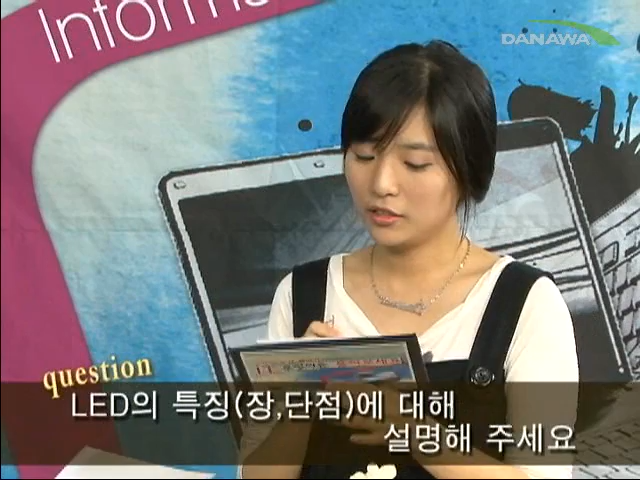 Inform
DANAWA
question
LED의 특징(장,단점)에 대해
설명해 주세요